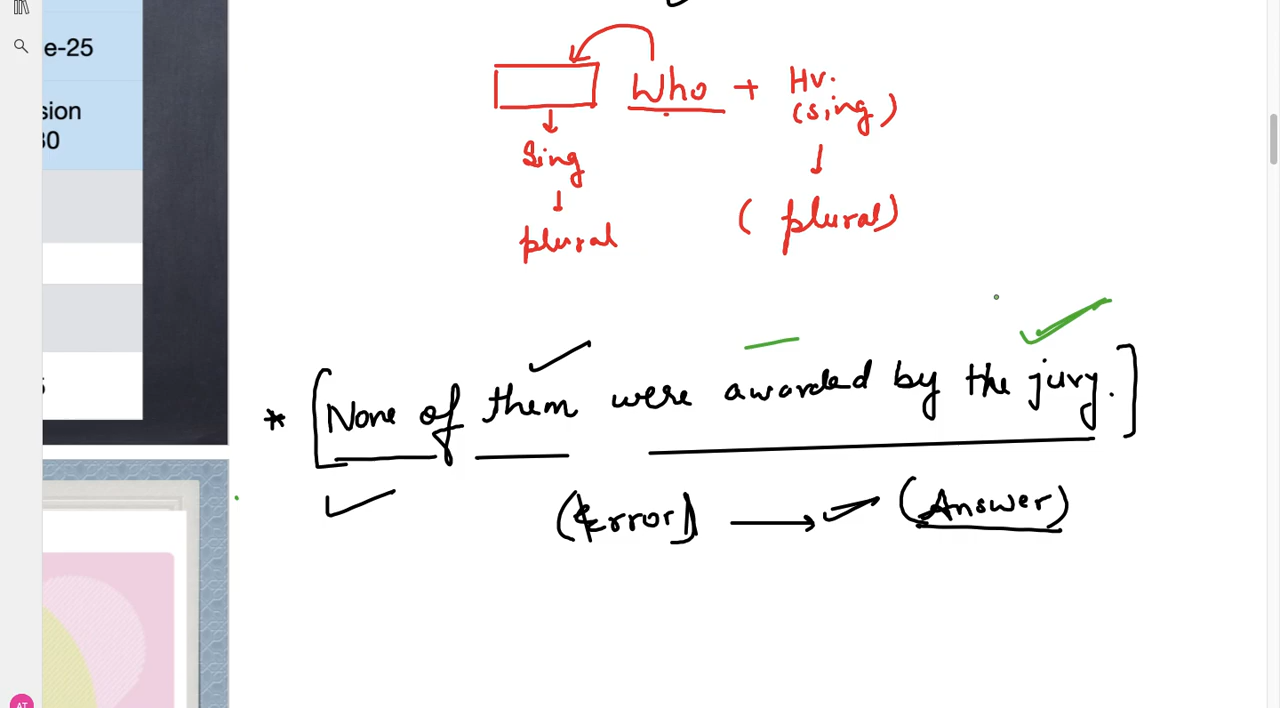 e-25
sion
30
Who + HV.
(sing)
Sing
plural
(plural)
* [None of them were awarded by the jury.]
(Error) → (Answer)
AT